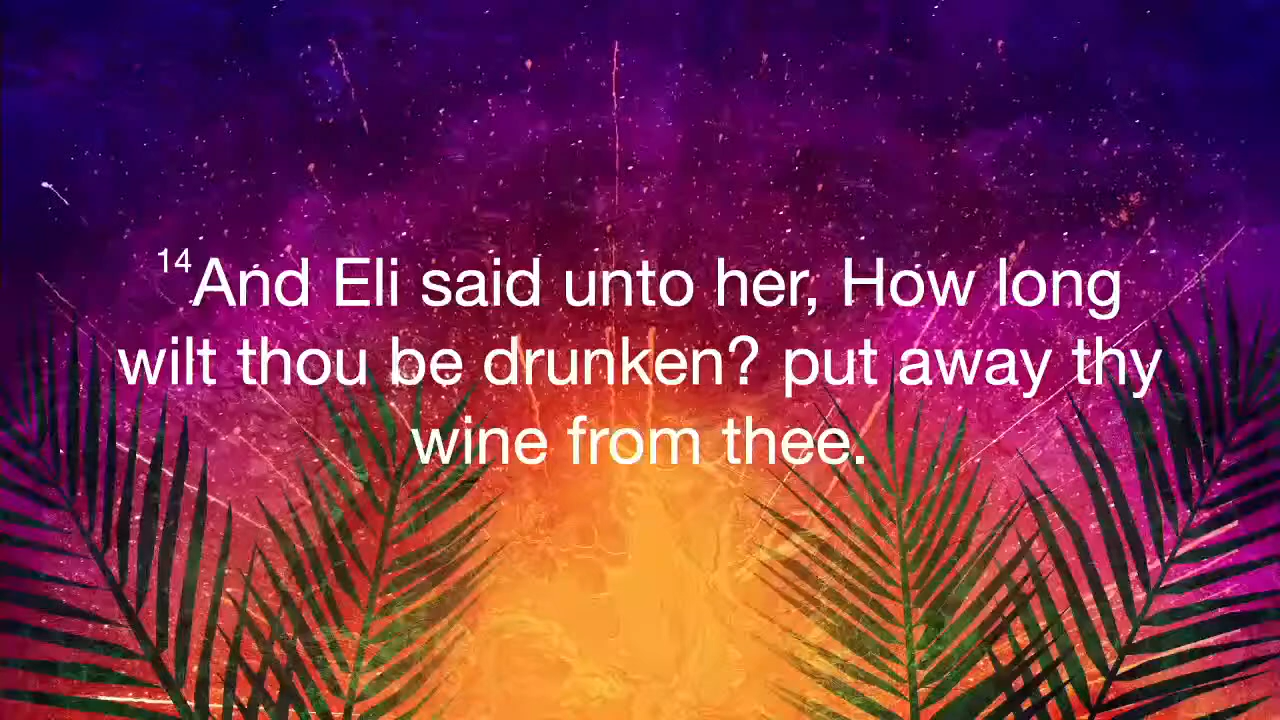 14And Eli said unto her, How long
wilt thou be drunken? put away thy
wine from thee.